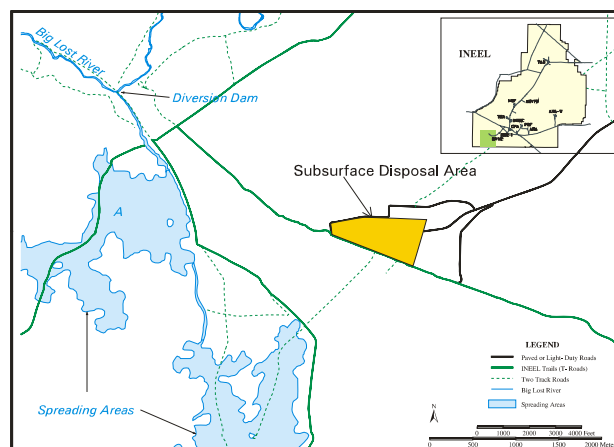 Big Lost River
Diversion Dam
INEEL
Subsurface Disposal Area
A
Spreading Areas
LEGEND
Paved or Light- Duty Roads
INEEL Trails (T- Roads)
Two Track Roads
Big Lost River
Spreading Areas
N
0 1000 2000 3000 4000 Feet
0 500 1000 1500 2000 Mete